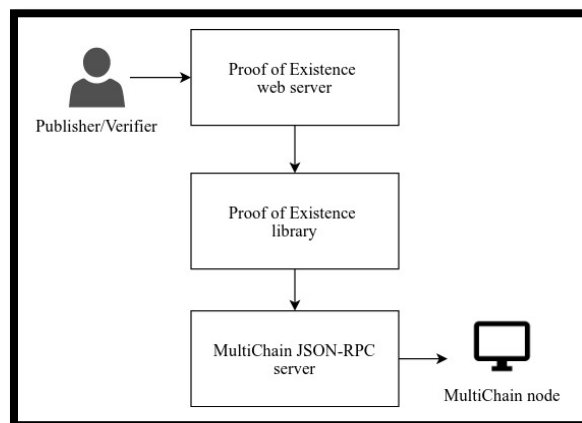 Proof of Existence
web server
Publisher/Verifier
Proof of Existence
library
MultiChain JSON-RPC
server
MultiChain node